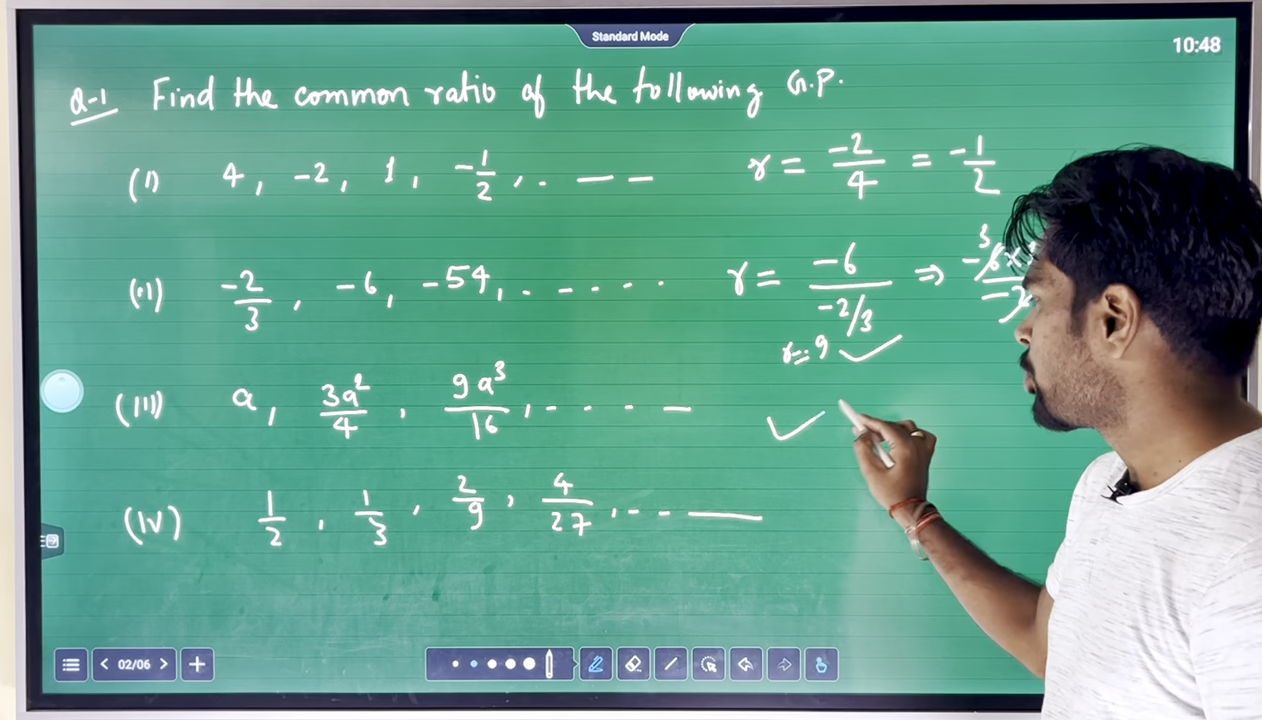 Standard Mode
10:48
Q-1 Find the common ratio of the following G.P.
(I) 4, -2, 1, -1/2, . — — r = -2/4 = -1/2
(II) -2/3, -6, -54, . - - . . . r = -6/(-2/3) ⇒
r = 9 ✓
(III) a, 3a²/4, 9a³/16, - . . . — ✓
(IV) 1/2, 1/3, 2/9, 4/27, . - - —
02/06